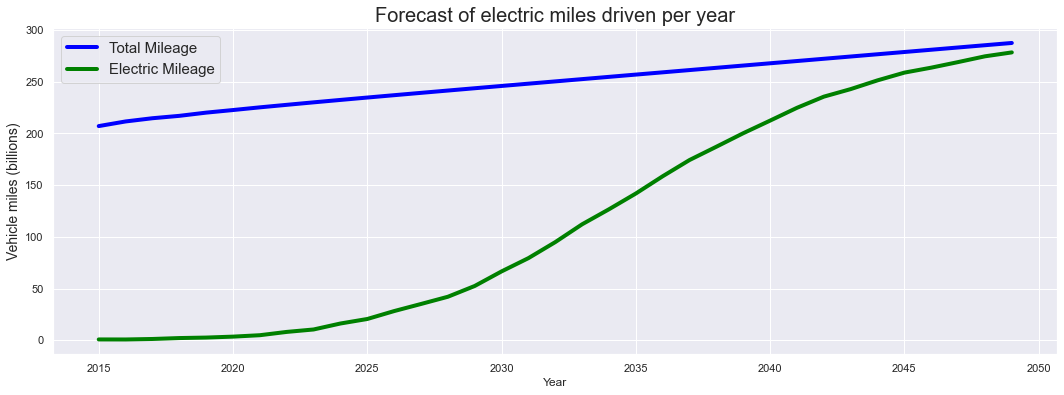 Forecast of electric miles driven per year
Total Mileage
Electric Mileage
Vehicle miles (billions)
300
250
200
150
100
50
0
2015 2020 2025 2030 2035 2040 2045 2050
Year